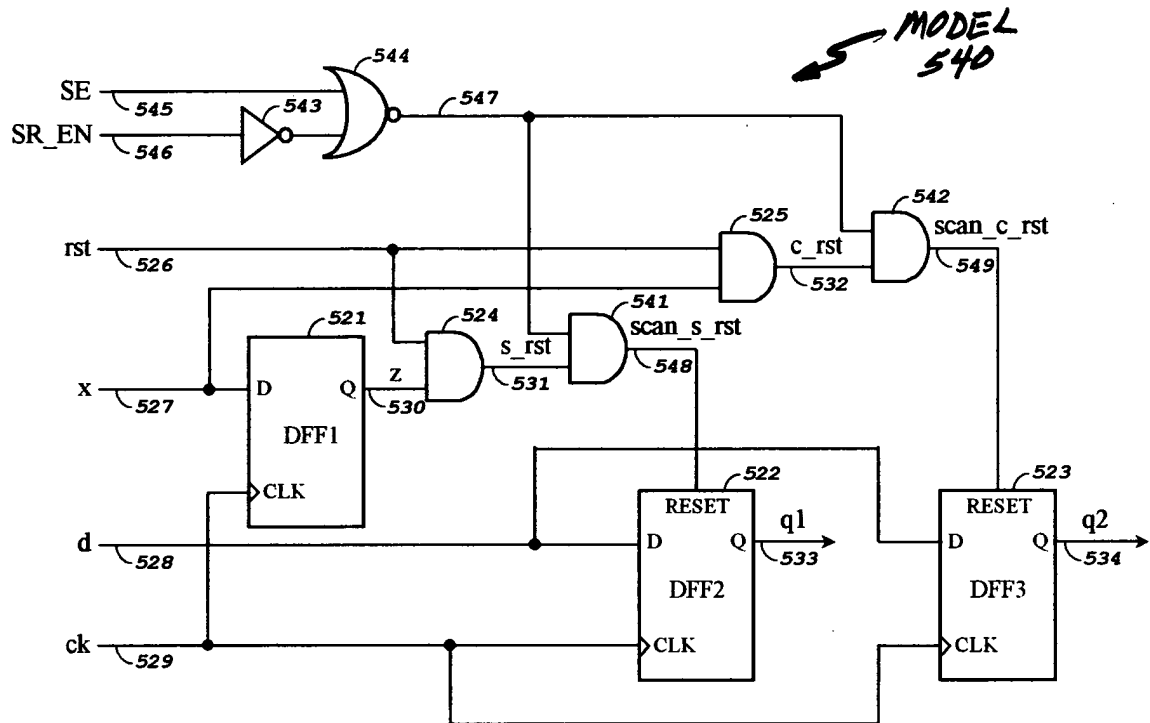 MODEL
540
544
SE
545
543
547
SR_EN
546
542
525
scan_c_rst
rst
526
c_rst
532
549
541
521
524
scan_s_rst
s_rst
548
x
527
D
Q
z
530
531
DFF1
CLK
522
523
RESET
RESET
q1
q2
d
528
D
Q
533
D
Q
534
DFF2
DFF3
ck
529
CLK
CLK